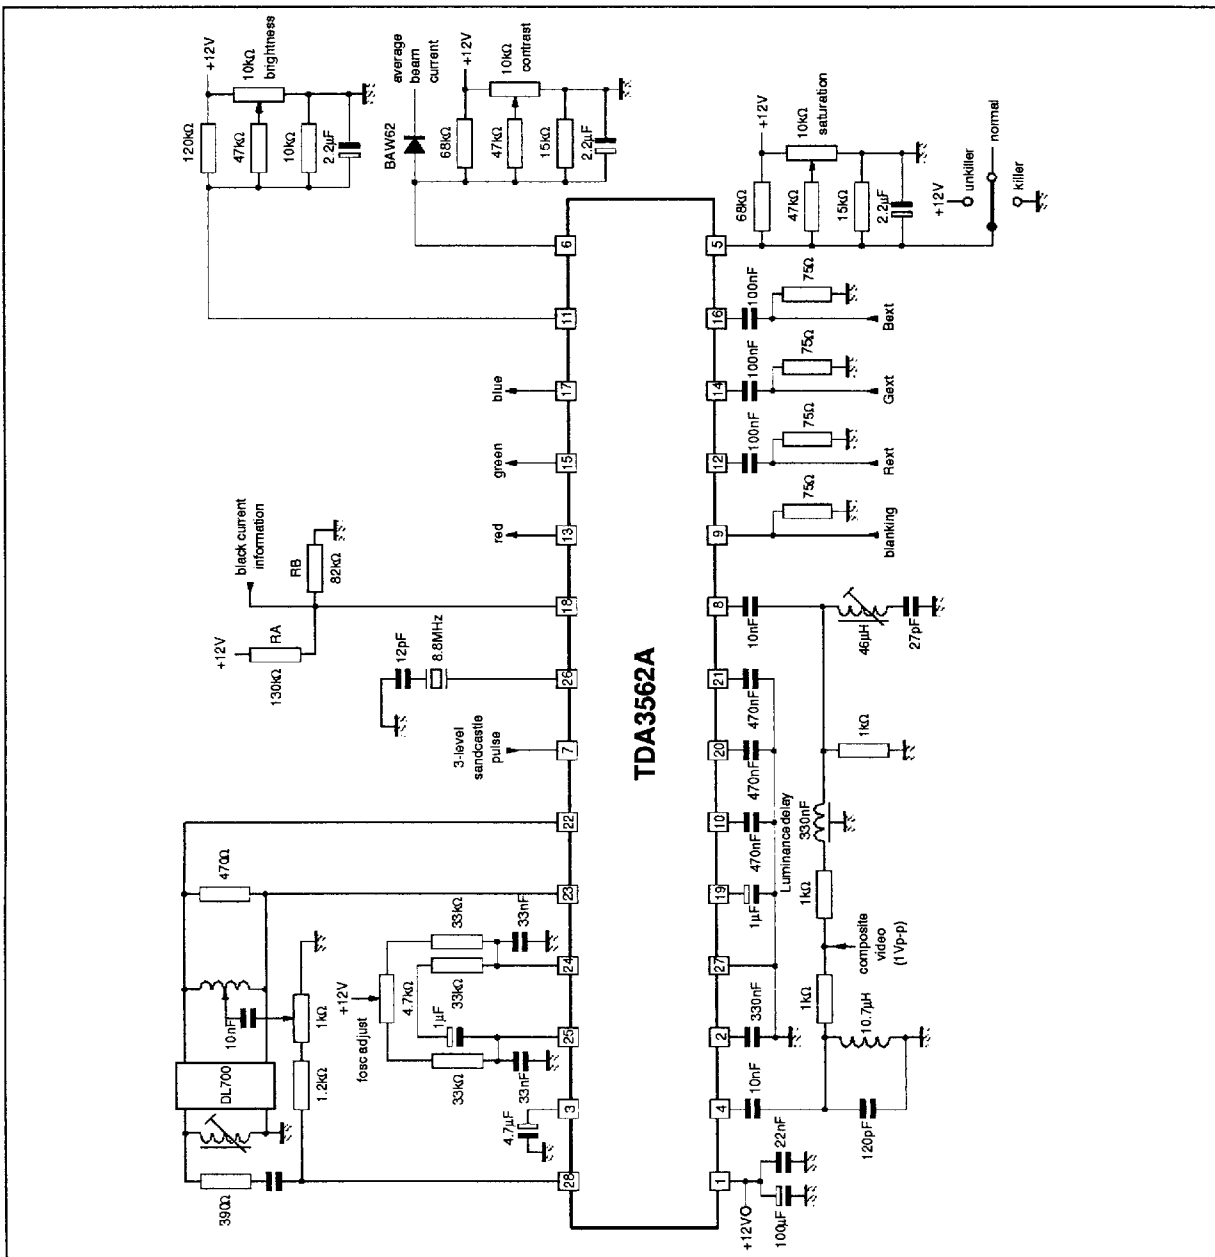 +12V
10kΩ
brightness
120kΩ
47kΩ
10kΩ
2.2µF
average
beam
current
BAW62
+12V
10kΩ
contrast
68kΩ
47kΩ
15kΩ
2.2µF
+12V
10kΩ
saturation
68kΩ
47kΩ
15kΩ
2.2µF
+12V
unkiller
normal
killer
6
5
11
16
100nF
75Ω
Bext
blue
17
14
100nF
75Ω
Gext
green
15
12
100nF
75Ω
Rext
red
13
9
75Ω
blanking
black current
information
RB
82kΩ
+12V
RA
130kΩ
18
8
10nF
46µH
27pF
12pF
8.8MHz
26
21
470nF
1kΩ
3-level
sandcastle
pulse
7
20
470nF
TDA3562A
22
10
470nF
Luminance delay
330nF
470Ω
23
19
1µF
1kΩ
composite
video
(1Vp-p)
33kΩ
33nF
33kΩ
24
27
+12V
4.7kΩ
fosc adjust
1µF
10nF
1kΩ
1.2kΩ
DL700
33kΩ
33nF
25
2
330nF
1kΩ
10.7µH
4.7µF
3
4
10nF
120pF
390Ω
28
1
22nF
+12VO
100µF